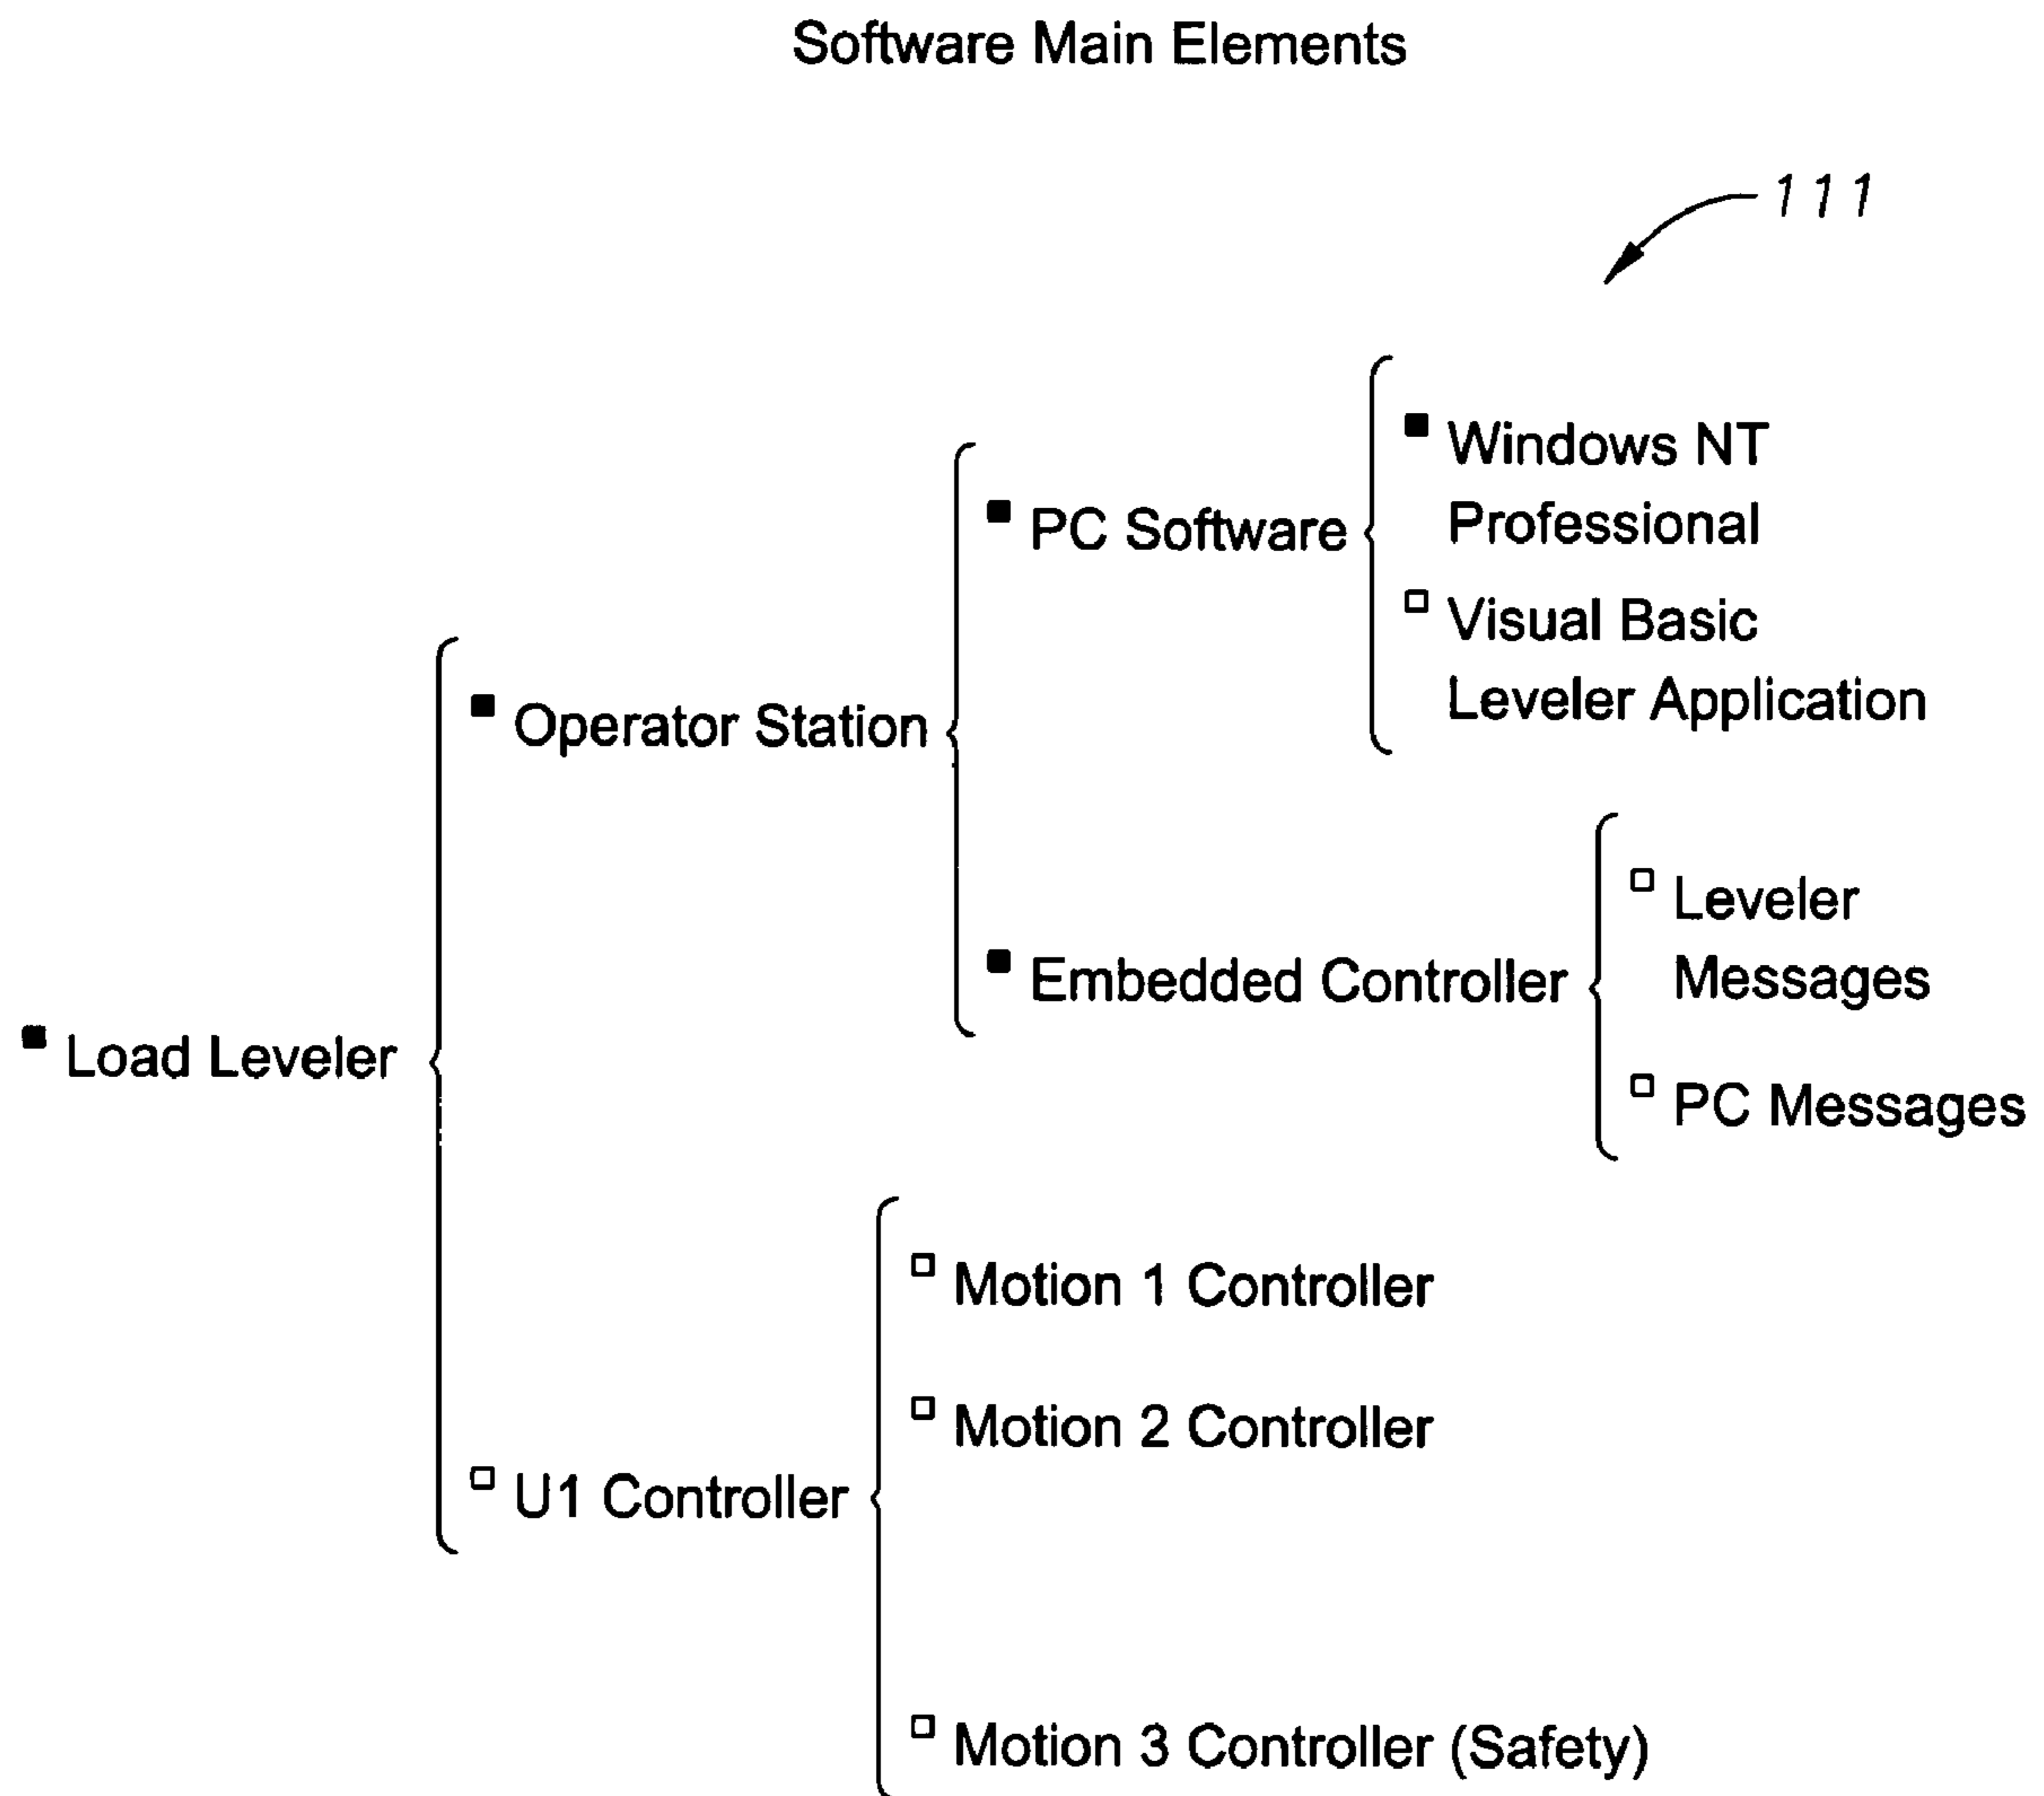 Software Main Elements
111
Load Leveler
Operator Station
PC Software
Windows NT
Professional
Visual Basic
Leveler Application
Embedded Controller
Leveler
Messages
PC Messages
U1 Controller
Motion 1 Controller
Motion 2 Controller
Motion 3 Controller (Safety)